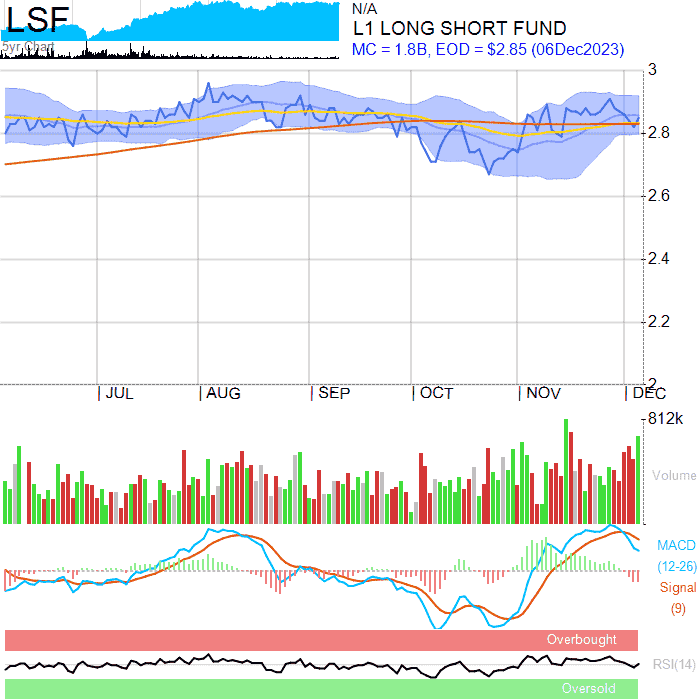 LSF
5yr Chart
N/A
L1 LONG SHORT FUND
MC = 1.8B, EOD = $2.85 (06Dec2023)
3
2.8
2.6
2.4
2.2
2
JUL AUG SEP OCT NOV DEC
812k
Volume
MACD
(12-26)
Signal
(9)
Overbought
RSI(14)
Oversold